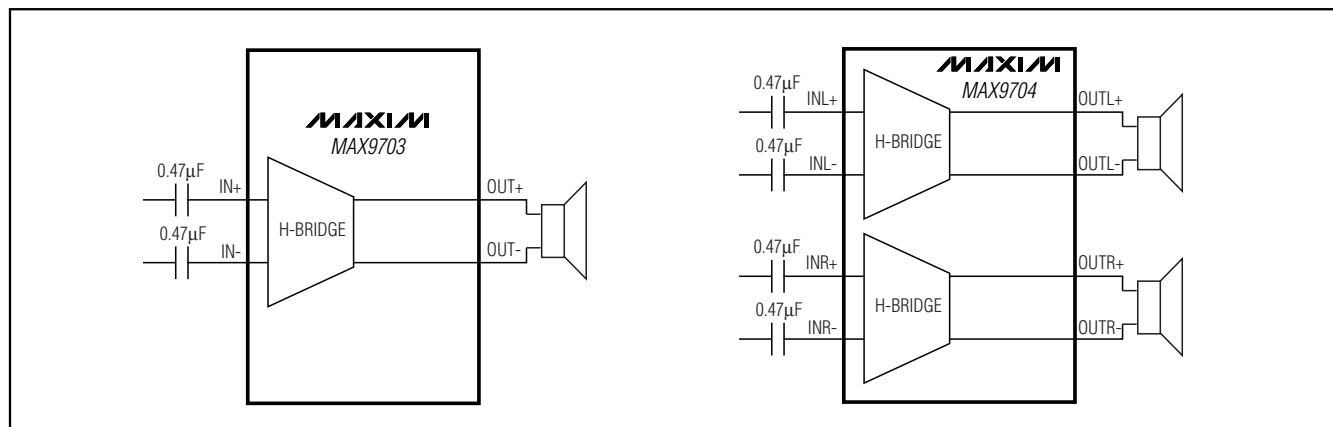 MAXIM
MAX9703
0.47µF
IN+
H-BRIDGE
OUT+
0.47µF
IN-
OUT-
MAXIM
MAX9704
0.47µF
INL+
OUTL+
H-BRIDGE
0.47µF
INL-
OUTL-
0.47µF
INR+
OUTR+
H-BRIDGE
0.47µF
INR-
OUTR-